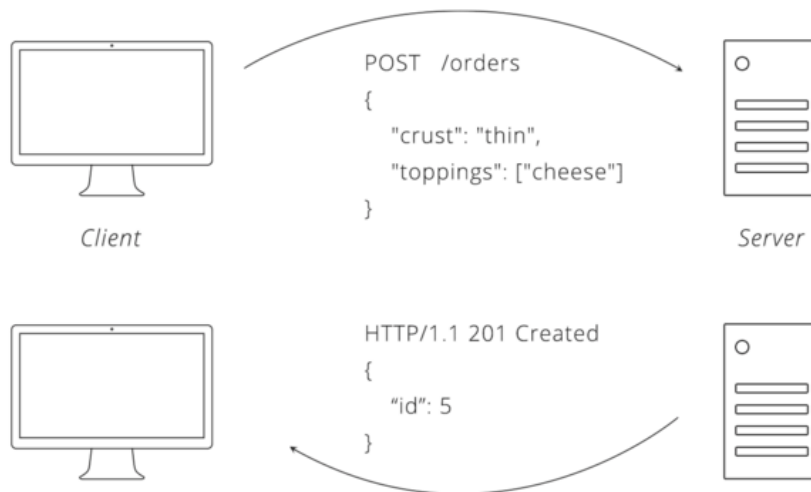 POST /orders
{
"crust": "thin",
"toppings": ["cheese"]
}
Client
Server
HTTP/1.1 201 Created
{
“id”: 5
}